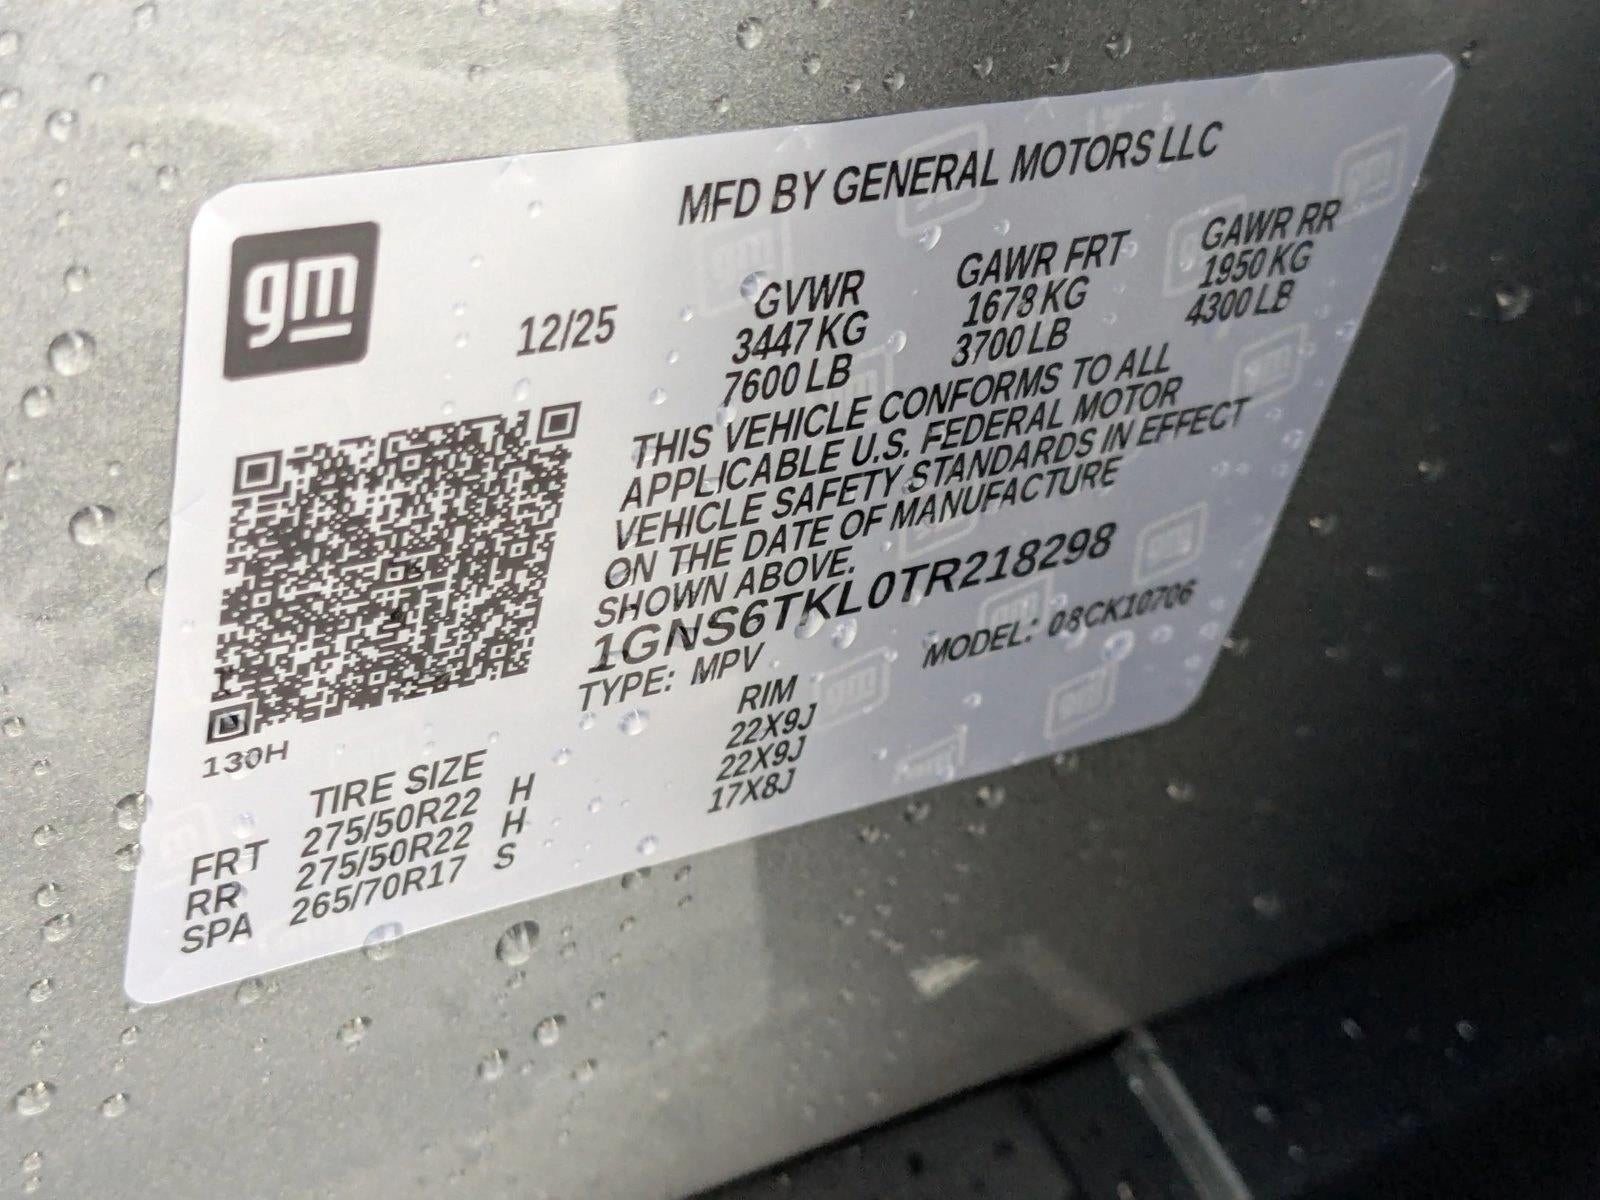 MFD BY GENERAL MOTORS LLC
gm
12/25
GVWR GAWR FRT GAWR RR
3447 KG 1678 KG 1950 KG
7600 LB 3700 LB 4300 LB
THIS VEHICLE CONFORMS TO ALL
APPLICABLE U.S. FEDERAL MOTOR
VEHICLE SAFETY STANDARDS IN EFFECT
ON THE DATE OF MANUFACTURE
SHOWN ABOVE.
1GNS6TKL0TR218298
TYPE: MPV MODEL: 08CK10706
130H
TIRE SIZE RIM
FRT 275/50R22 H 22X9J
RR 275/50R22 H 22X9J
SPA 265/70R17 S 17X8J